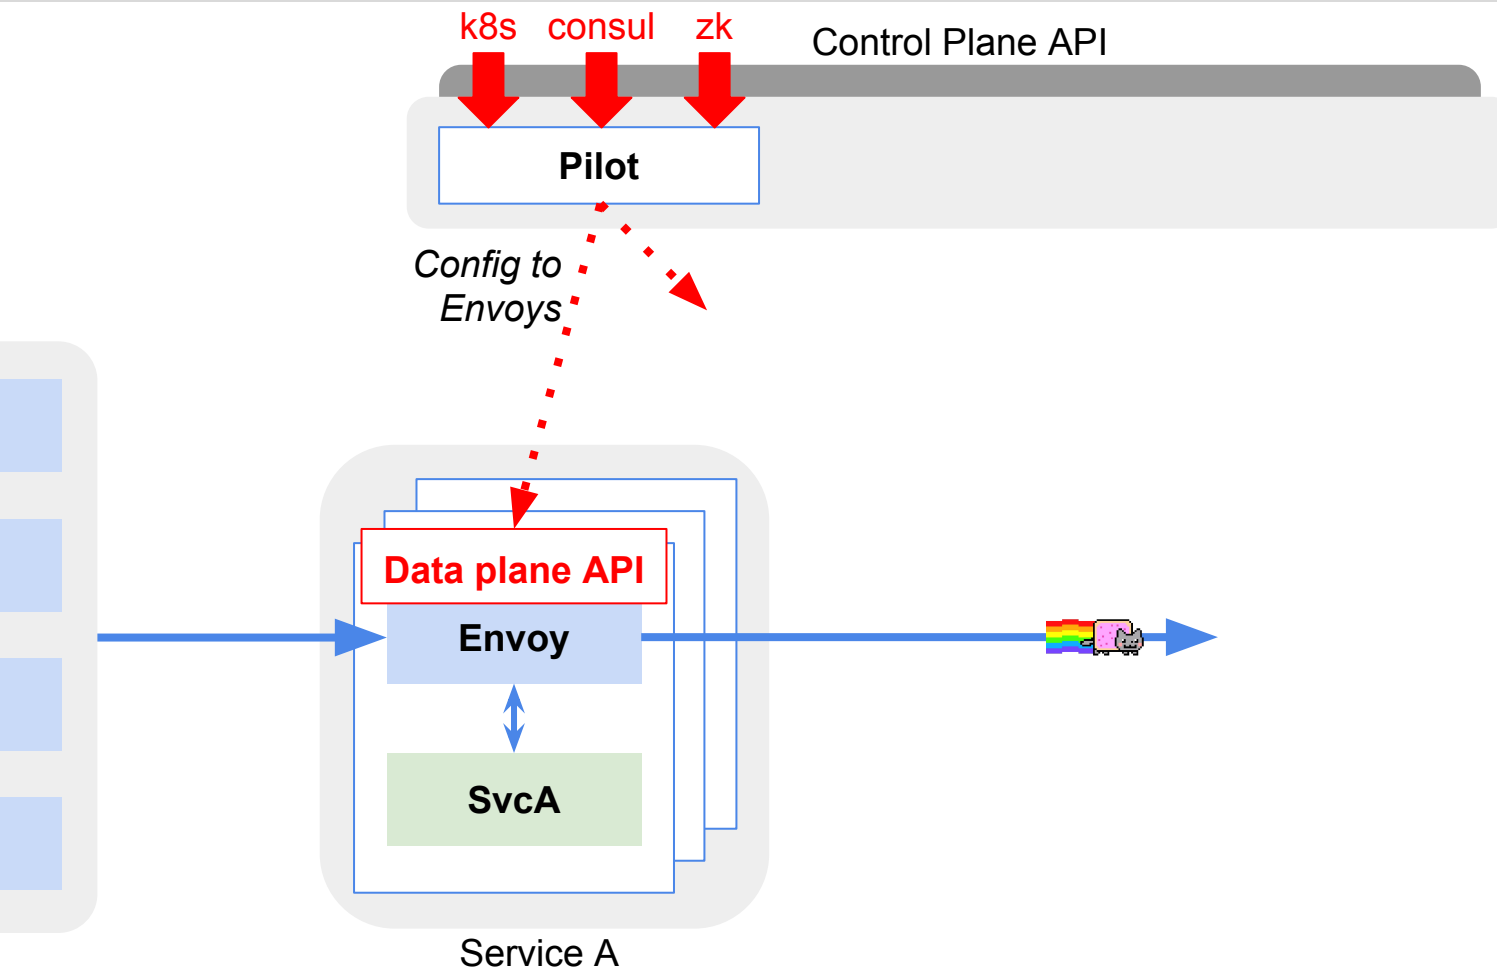 k8s consul zk
Control Plane API
Pilot
Config to
Envoys
Data plane API
Envoy
SvcA
Service A